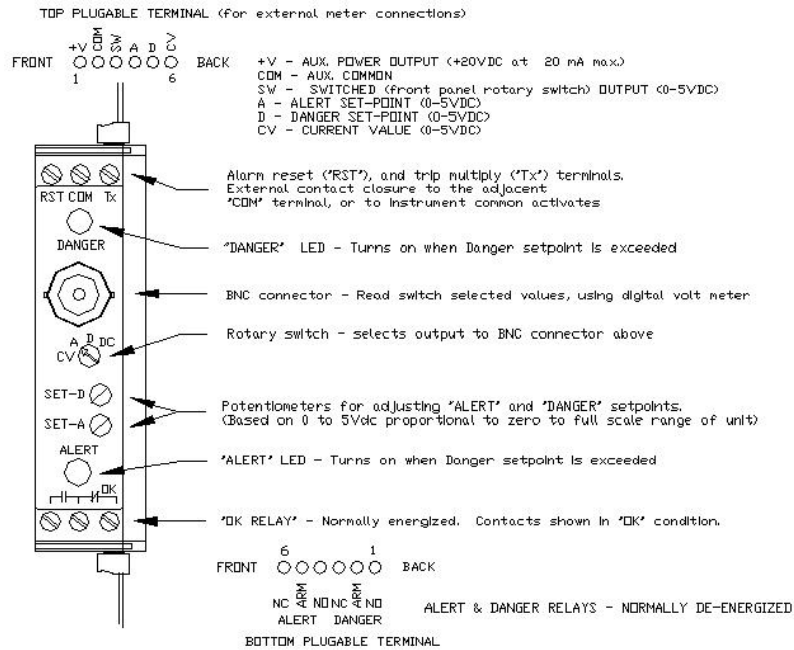 TOP PLUGABLE TERMINAL (for external meter connections)
FRONT +V COM SW A D CV BACK
1 6
+V - AUX. POWER OUTPUT (+20VDC at 20 mA max.)
COM - AUX. COMMON
SW - SWITCHED (front panel rotary switch) OUTPUT (0-5VDC)
A - ALERT SET-POINT (0-5VDC)
D - DANGER SET-POINT (0-5VDC)
CV - CURRENT VALUE (0-5VDC)
Alarm reset ("RST"), and trip multiply ("Tx") terminals.
External contact closure to the adjacent
"COM" terminal, or to instrument common activates
RST COM Tx
DANGER
"DANGER" LED - Turns on when Danger setpoint is exceeded
BNC connector - Read switch selected values, using digital volt meter
Rotary switch - selects output to BNC connector above
A D DC
CV
SET-D
SET-A
Potentiometers for adjusting "ALERT" and "DANGER" setpoints.
(Based on 0 to 5Vdc proportional to zero to full scale range of unit)
ALERT
"ALERT" LED - Turns on when Danger setpoint is exceeded
OK
"OK RELAY" - Normally energized. Contacts shown in "OK" condition.
6 1
FRONT BACK
NC ARM NO NC ARM NO
ALERT DANGER
ALERT & DANGER RELAYS - NORMALLY DE-ENERGIZED
BOTTOM PLUGABLE TERMINAL